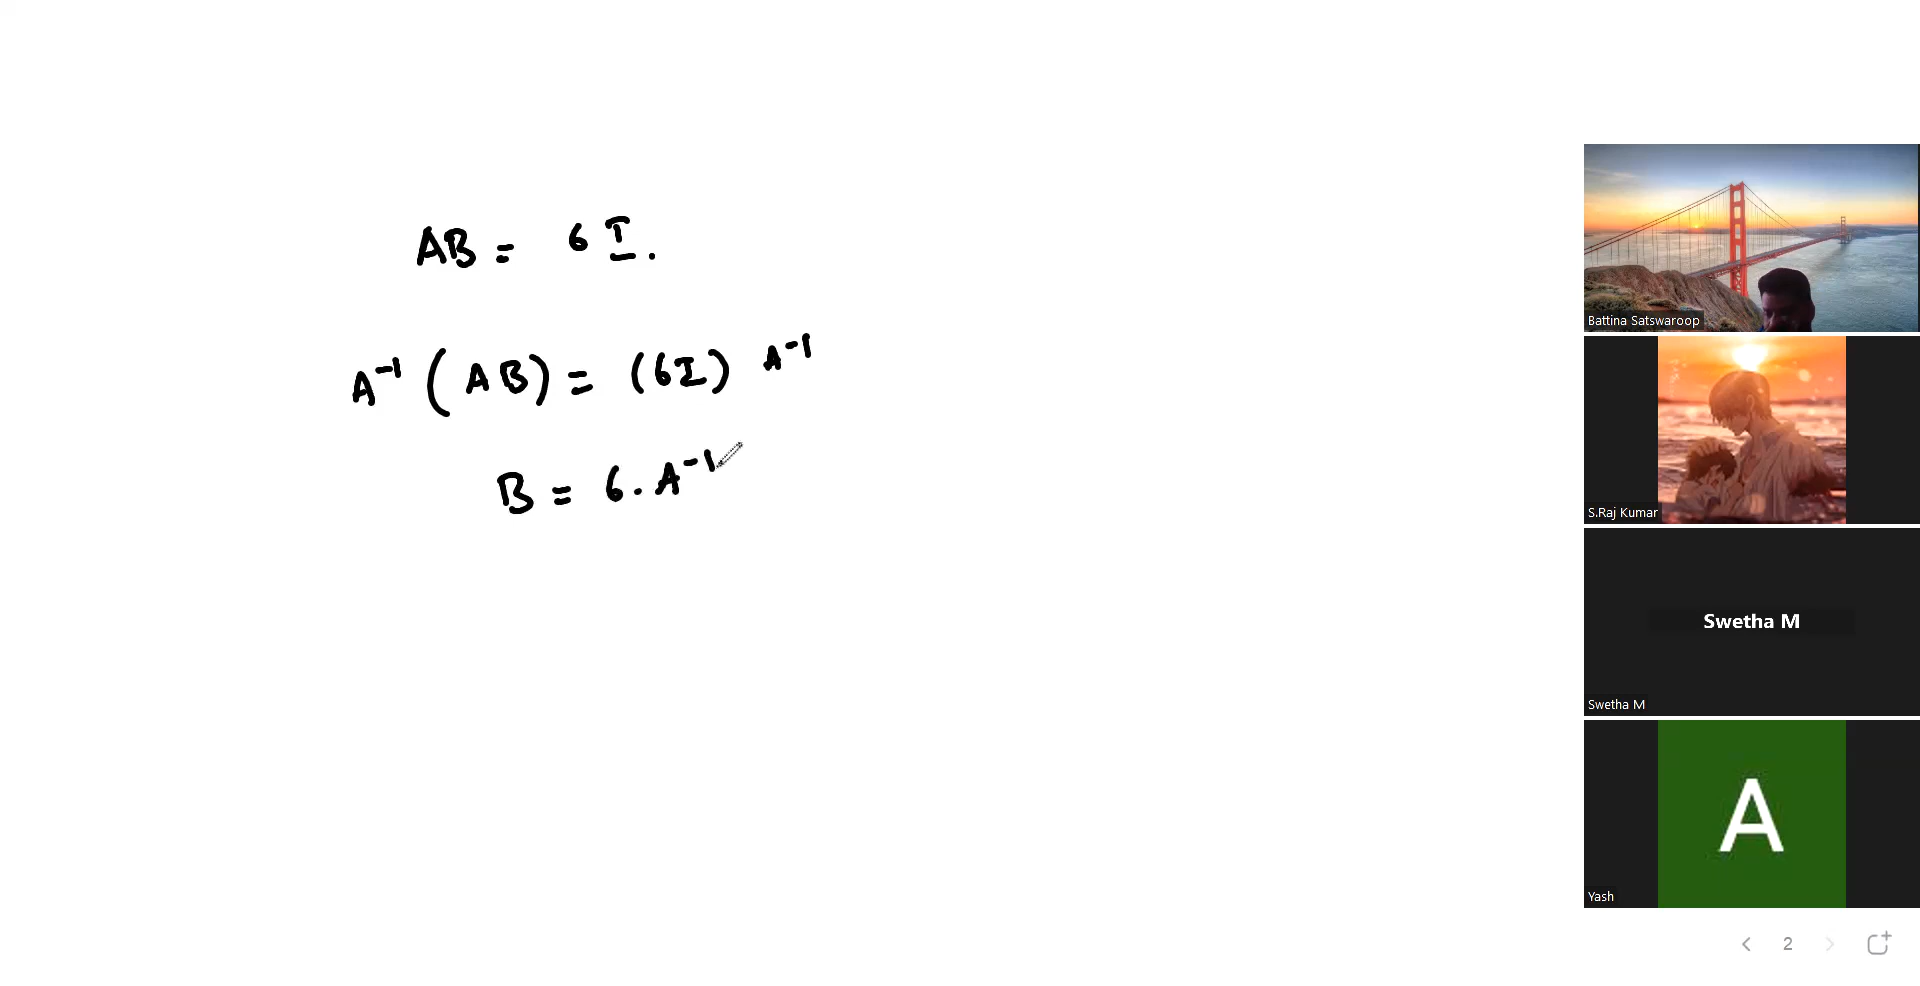 AB = 6 I.
A⁻¹ (AB) = (6I) A⁻¹
B = 6 . A⁻¹
Battina Satswaroop
S.Raj Kumar
Swetha M
Swetha M
A
Yash
2